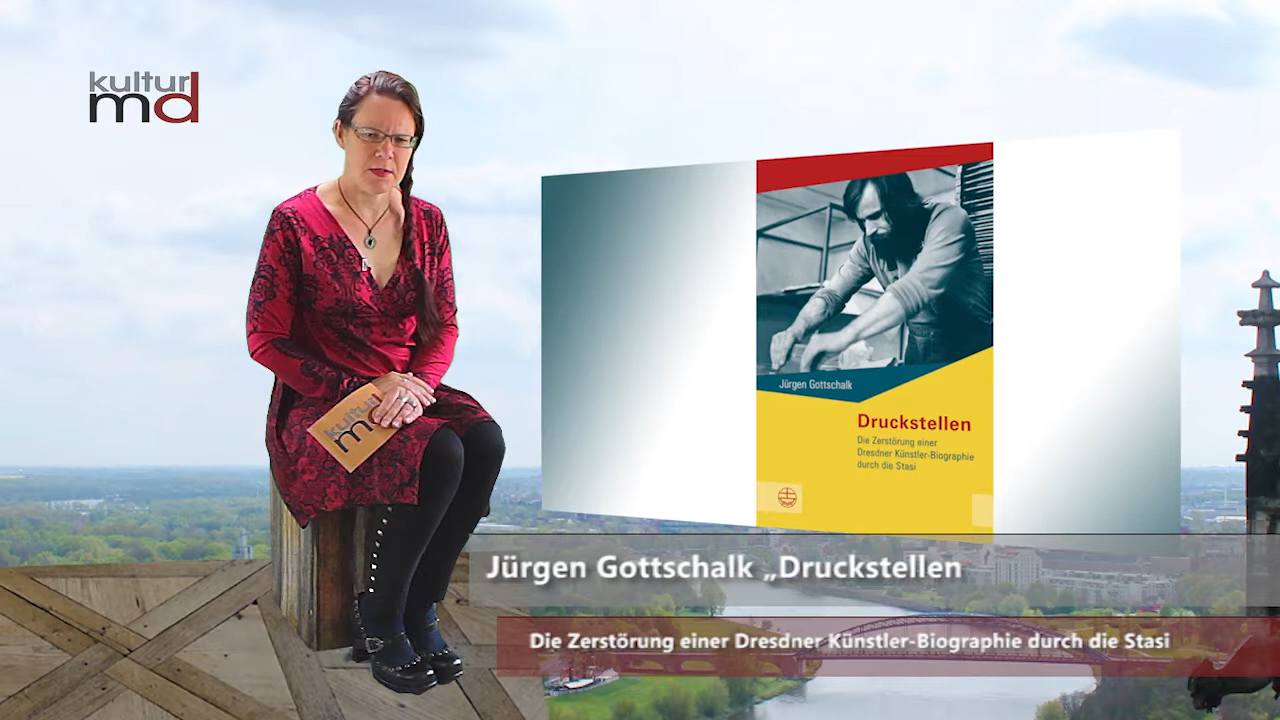 kultur
md
kultur
md
Jürgen Gottschalk
Druckstellen
Die Zerstörung einer
Dresdner Künstler-Biographie
durch die Stasi
Jürgen Gottschalk „Druckstellen
Die Zerstörung einer Dresdner Künstler-Biographie durch die Stasi